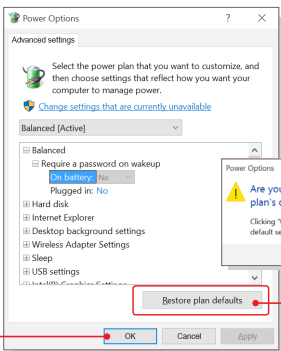 Power Options
Advanced settings
Select the power plan that you want to customize, and
then choose settings that reflect how you want your
computer to manage power.
Change settings that are currently unavailable
Balanced [Active]
Balanced
Require a password on wakeup
On battery: No
Plugged in: No
Hard disk
Internet Explorer
Desktop background settings
Wireless Adapter Settings
Sleep
USB settings
Intel(R) Graphics Settings
Power Options
Are you
plan's
Clicking
default
Restore plan defaults
OK Cancel Apply